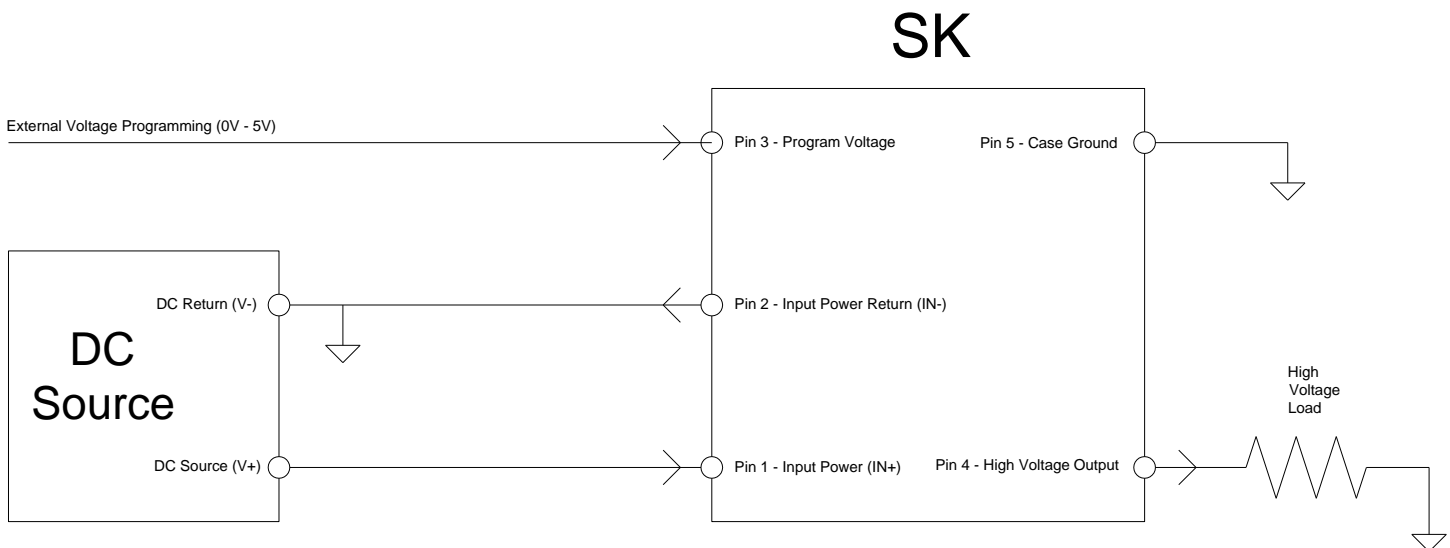 SK
External Voltage Programming (0V - 5V)
Pin 3 - Program Voltage
Pin 5 - Case Ground
DC Return (V-)
Pin 2 - Input Power Return (IN-)
DC
Source
High
Voltage
Load
DC Source (V+)
Pin 1 - Input Power (IN+)
Pin 4 - High Voltage Output